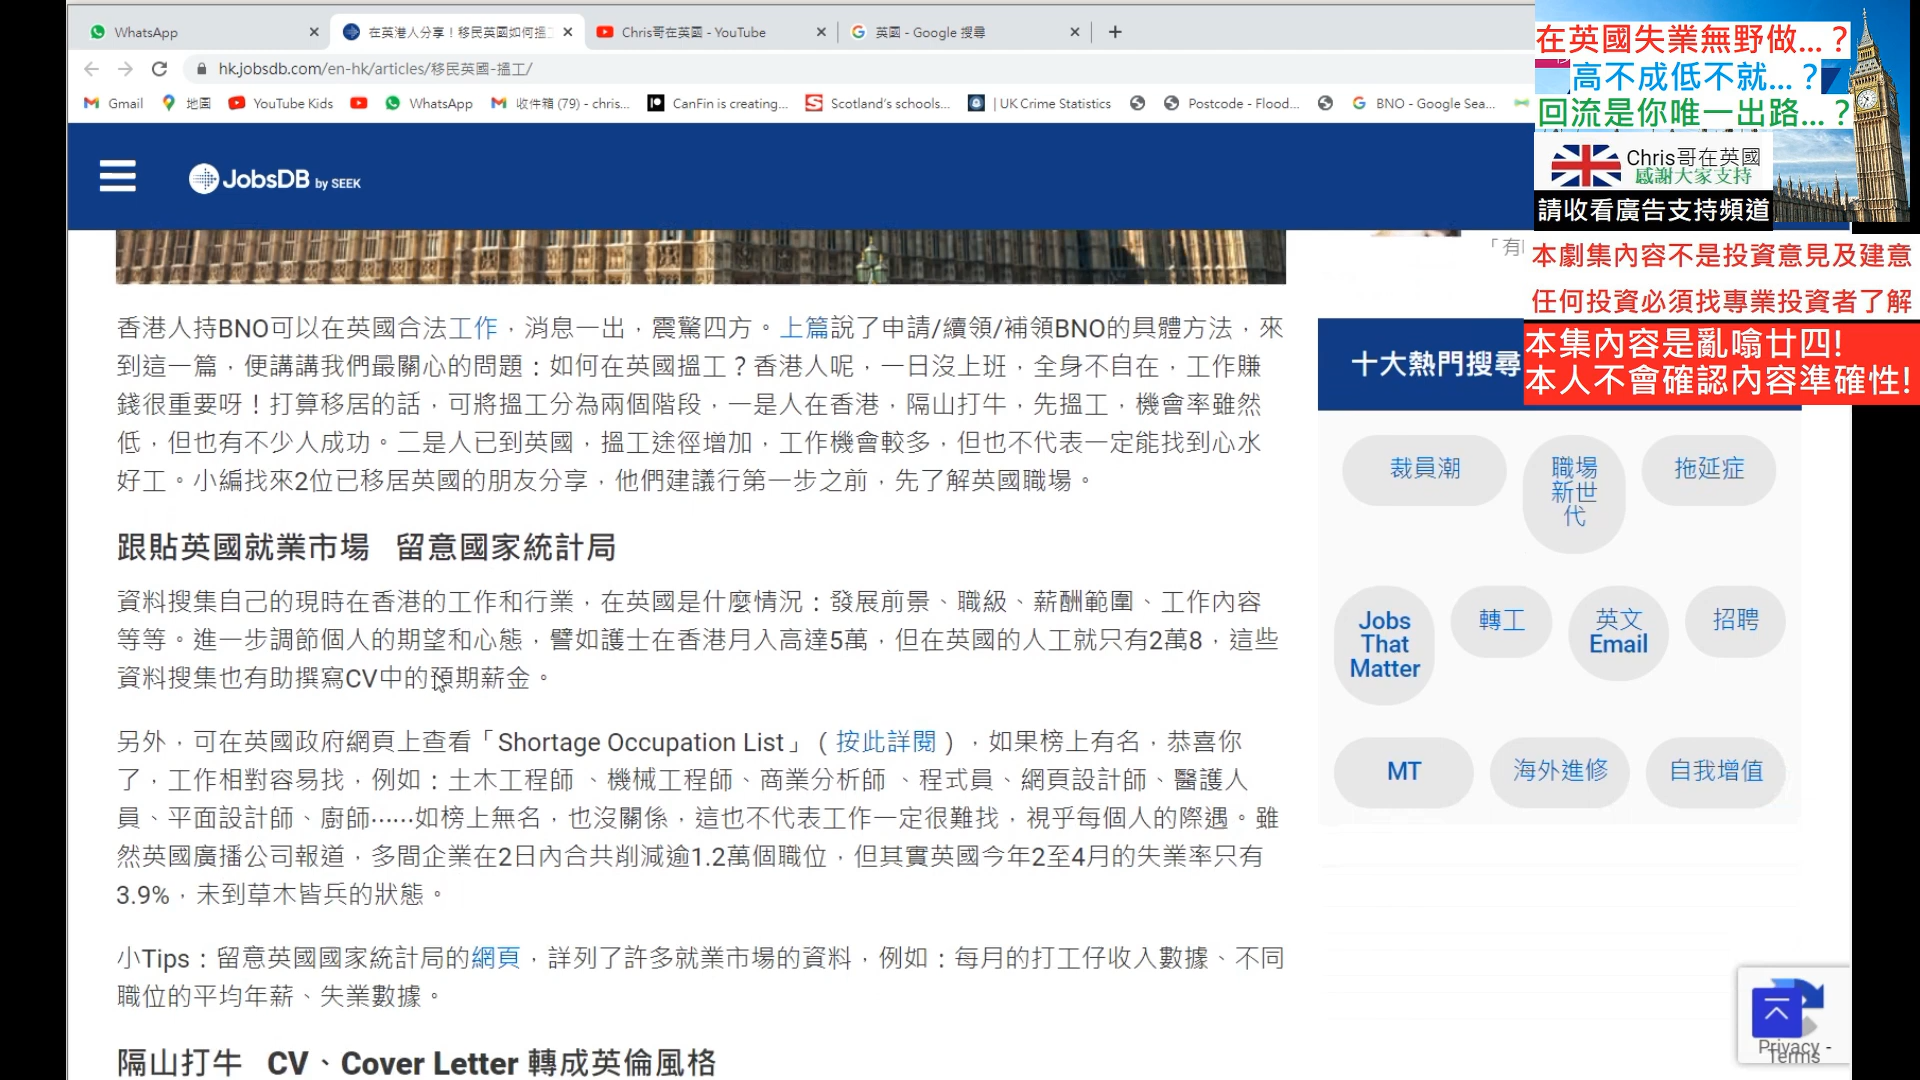 WhatsApp
在英港人分享！移民英國如何搵工
Chris哥在英國 - YouTube
英國 - Google 搜尋
hk.jobsdb.com/en-hk/articles/移民英國-搵工/
Gmail
地圖
YouTube Kids
WhatsApp
收件箱 (79) - chris...
CanFin is creating...
Scotland's schools...
| UK Crime Statistics
Postcode - Flood...
BNO - Google Sea...
JobsDB by SEEK
在英國失業無野做...？
高不成低不就...？
回流是你唯一出路...？
Chris哥在英國
感謝大家支持
請收看廣告支持頻道
本劇集內容不是投資意見及建意
任何投資必須找專業投資者了解
本集內容是亂噏廿四!
本人不會確認內容準確性!
香港人持BNO可以在英國合法工作，消息一出，震驚四方。上篇說了申請/續領/補領BNO的具體方法，來
到這一篇，便講講我們最關心的問題：如何在英國搵工？香港人呢，一日沒上班，全身不自在，工作賺
錢很重要呀！打算移居的話，可將搵工分為兩個階段，一是人在香港，隔山打牛，先搵工，機會率雖然
低，但也有不少人成功。二是人已到英國，搵工途徑增加，工作機會較多，但也不代表一定能找到心水
好工。小編找來2位已移居英國的朋友分享，他們建議行第一步之前，先了解英國職場。
跟貼英國就業市場 留意國家統計局
資料搜集自己的現時在香港的工作和行業，在英國是什麼情況：發展前景、職級、薪酬範圍、工作內容
等等。進一步調節個人的期望和心態，譬如護士在香港月入高達5萬，但在英國的人工就只有2萬8，這些
資料搜集也有助撰寫CV中的預期薪金。
另外，可在英國政府網頁上查看「Shortage Occupation List」（按此詳閱），如果榜上有名，恭喜你
了，工作相對容易找，例如：土木工程師 、機械工程師、商業分析師 、程式員、網頁設計師、醫護人
員、平面設計師、廚師……如榜上無名，也沒關係，這也不代表工作一定很難找，視乎每個人的際遇。雖
然英國廣播公司報道，多間企業在2日內合共削減逾1.2萬個職位，但其實英國今年2至4月的失業率只有
3.9%，未到草木皆兵的狀態。
小Tips：留意英國國家統計局的網頁，詳列了許多就業市場的資料，例如：每月的打工仔收入數據、不同
職位的平均年薪、失業數據。
隔山打牛 CV、Cover Letter 轉成英倫風格
「有
十大熱門搜尋
裁員潮
職場
新世
代
拖延症
Jobs
That
Matter
轉工
英文
Email
招聘
MT
海外進修
自我增值
Privacy -
Terms